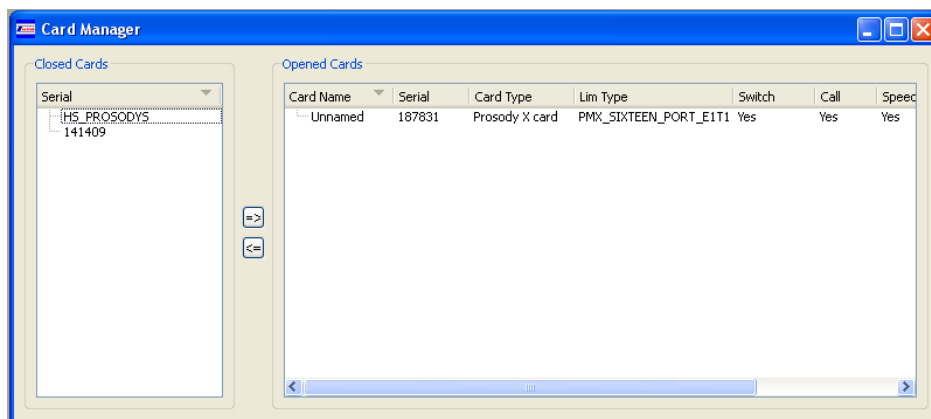 Card Manager
Closed Cards
Serial
HS_PROSODYS
141409
=>
<=
Opened Cards
Card Name Serial Card Type Lim Type Switch Call Speec
Unnamed 187831 Prosody X card PMX_SIXTEEN_PORT_E1T1 Yes Yes Yes